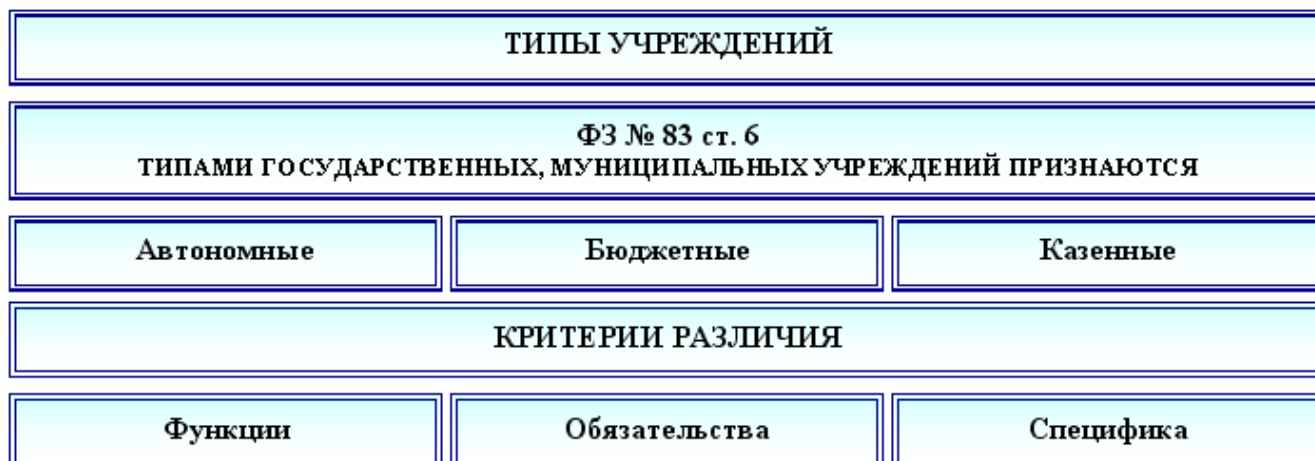 ТИПЫ УЧРЕЖДЕНИЙ
ФЗ № 83 ст. 6
ТИПАМИ ГОСУДАРСТВЕННЫХ, МУНИЦИПАЛЬНЫХ УЧРЕЖДЕНИЙ ПРИЗНАЮТСЯ
Автономные Бюджетные Казенные
КРИТЕРИИ РАЗЛИЧИЯ
Функции Обязательства Специфика